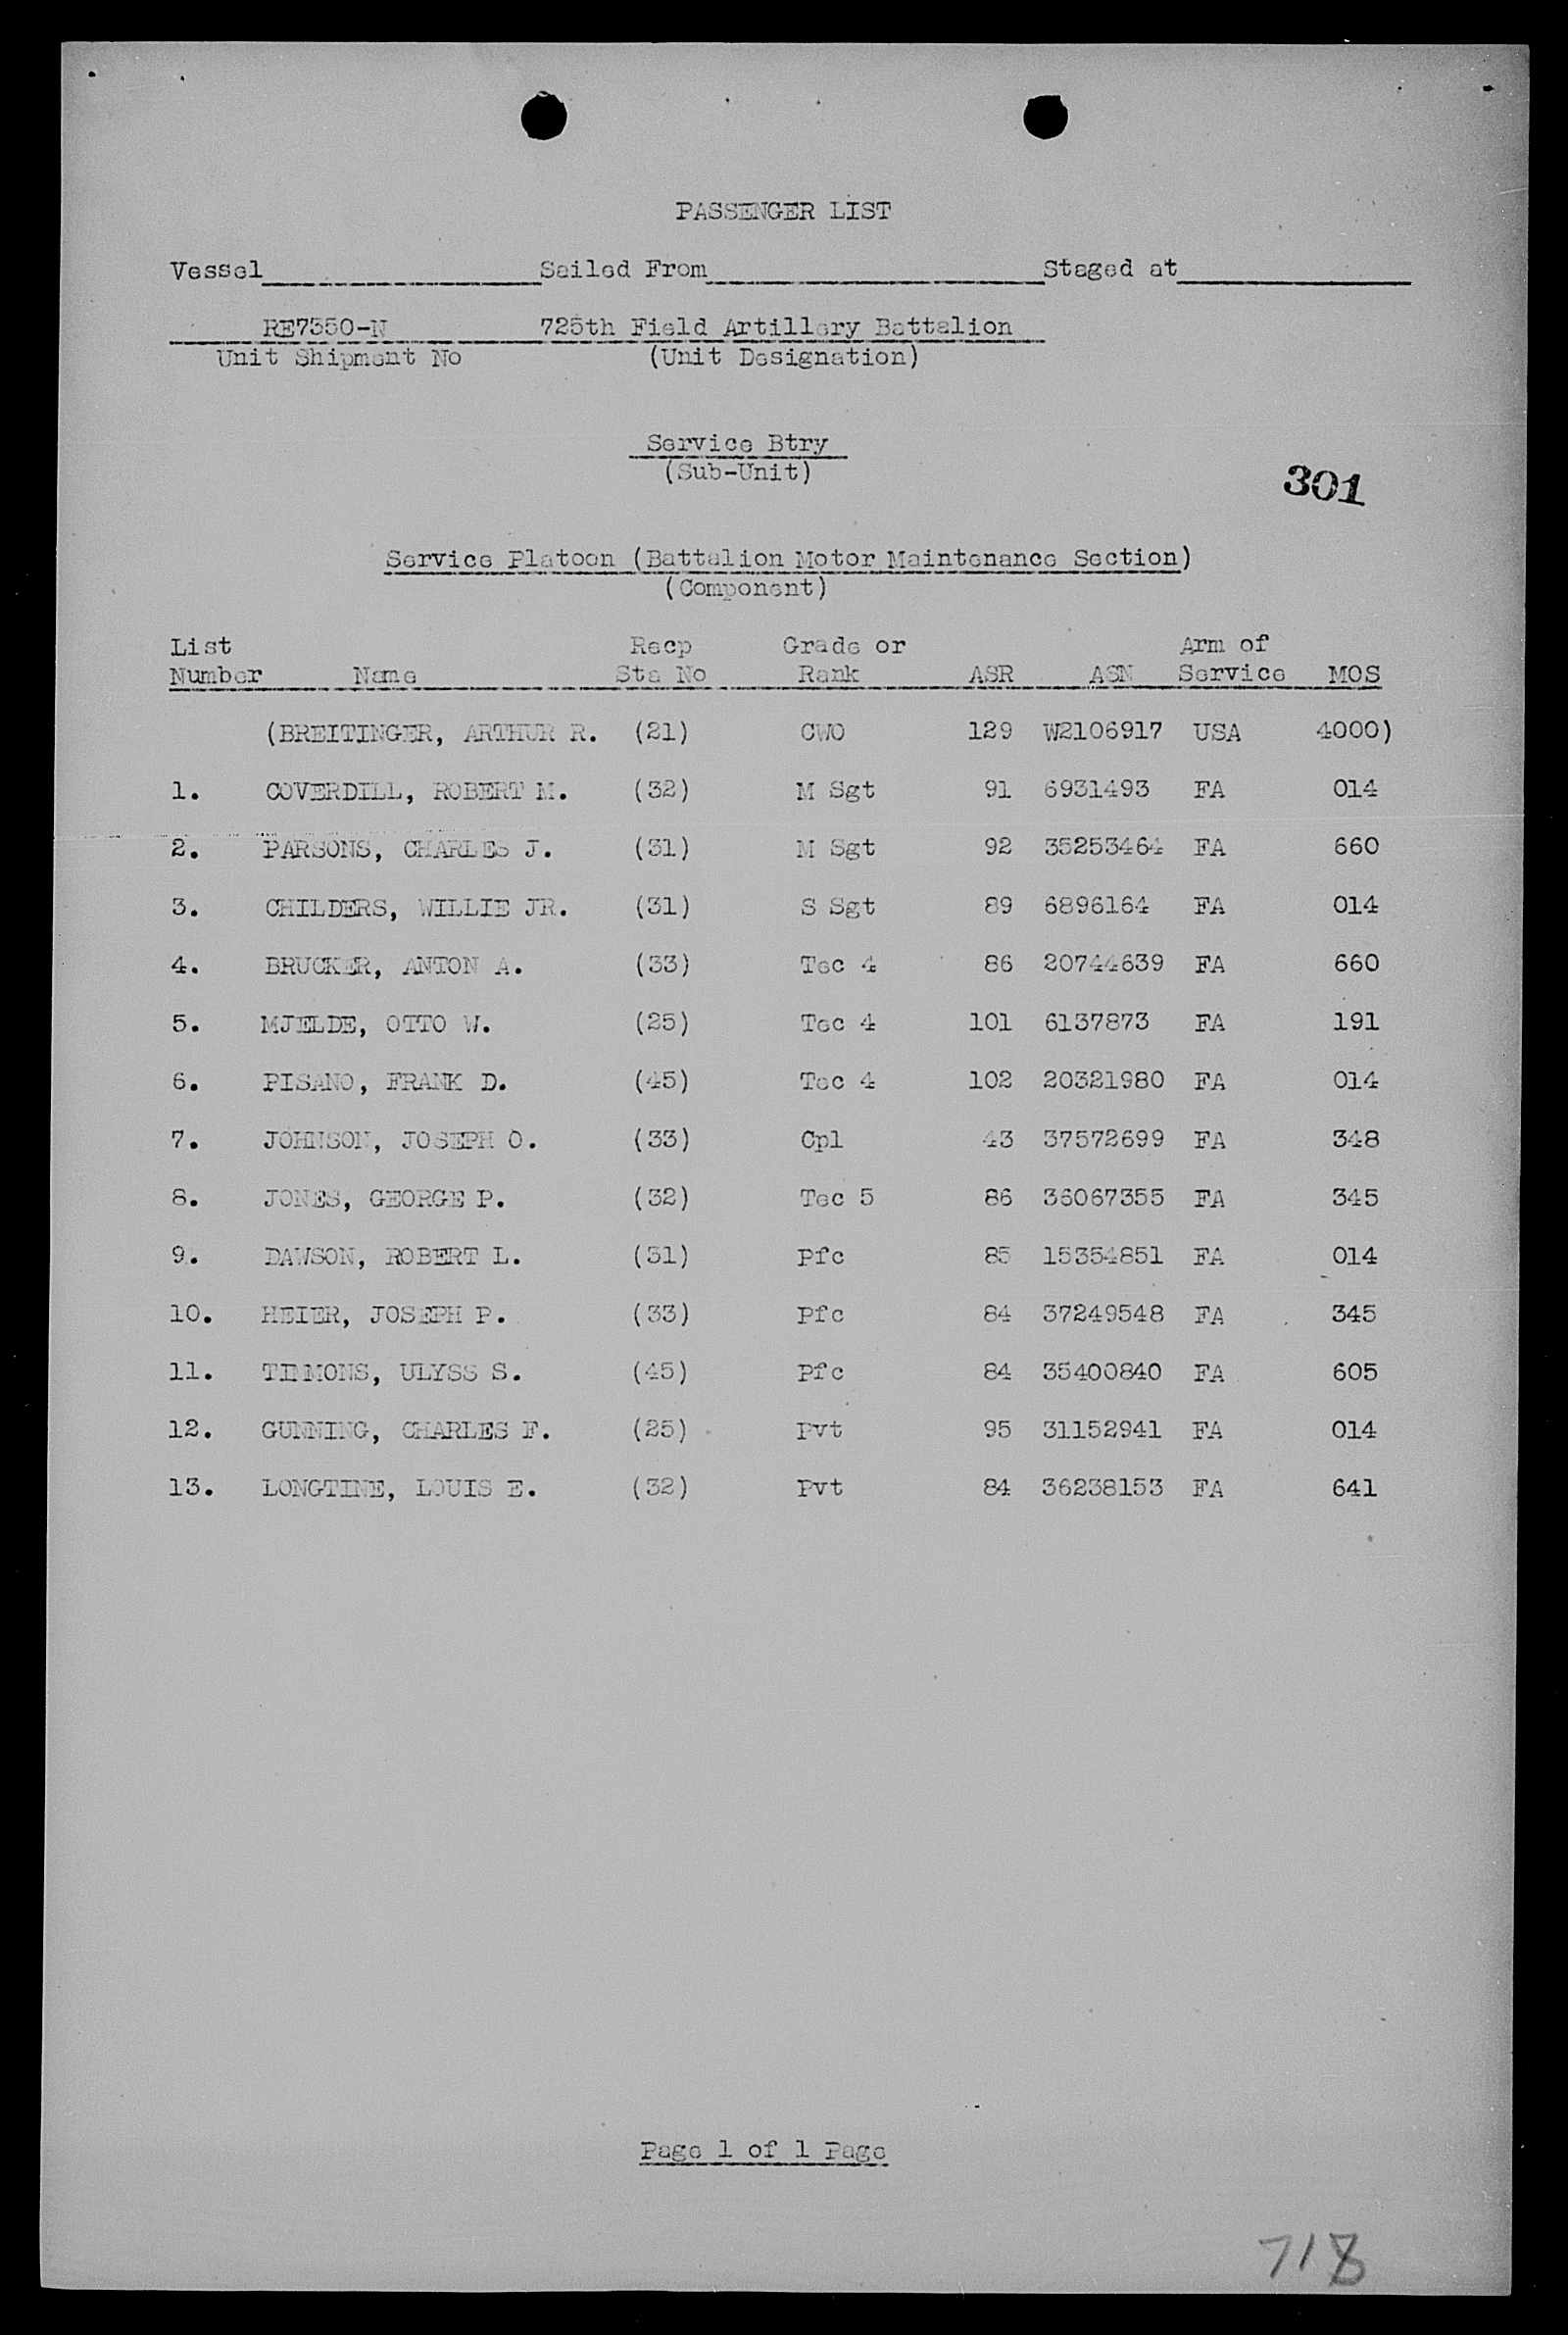 PASSENGER LIST
Vessel Sailed From Staged at
RE7350-N 725th Field Artillery Battalion
Unit Shipment No (Unit Designation)
Service Btry
(Sub-Unit)
301
Service Platoon (Battalion Motor Maintenance Section)
(Component)
List Recp Grade or Arm of
Number Name Sta No Rank ASR ASN Service MOS
(BREITINGER, ARTHUR R. (21) CWO 129 W2106917 USA 4000)
1. COVERDILL, ROBERT M. (32) M Sgt 91 6931493 FA 014
2. PARSONS, CHARLES J. (31) M Sgt 92 35253464 FA 660
3. CHILDERS, WILLIE JR. (31) S Sgt 89 6896164 FA 014
4. BRUCKER, ANTON A. (33) Tec 4 86 20744639 FA 660
5. MJELDE, OTTO W. (25) Tec 4 101 6137873 FA 191
6. PISANO, FRANK D. (45) Tec 4 102 20321980 FA 014
7. JOHNSON, JOSEPH O. (33) Cpl 43 37572699 FA 348
8. JONES, GEORGE P. (32) Tec 5 86 36067355 FA 345
9. DAWSON, ROBERT L. (31) Pfc 85 15354851 FA 014
10. HEIER, JOSEPH P. (33) Pfc 84 37249548 FA 345
11. TIMMONS, ULYSS S. (45) Pfc 84 35400840 FA 605
12. GUNNING, CHARLES F. (25) Pvt 95 31152941 FA 014
13. LONGTINE, LOUIS E. (32) Pvt 84 36238153 FA 641
Page 1 of 1 Page
718